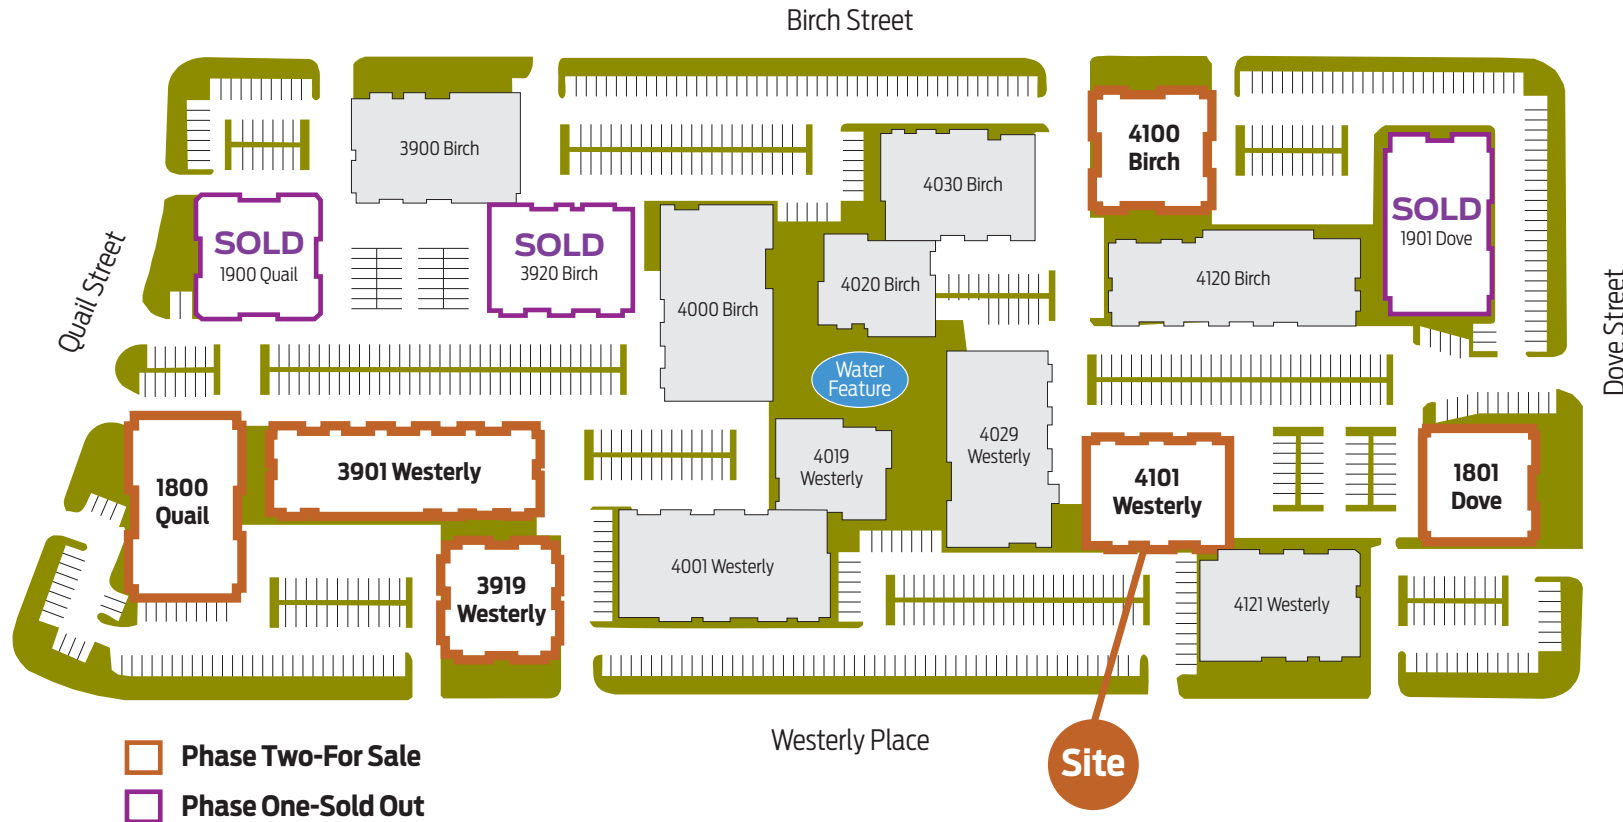 Birch Street
3900 Birch
4030 Birch
4100
Birch
SOLD
1901 Dove
SOLD
1900 Quail
SOLD
3920 Birch
4000 Birch
4020 Birch
4120 Birch
Quail Street
Dove Street
Water
Feature
1800
Quail
3901 Westerly
4019
Westerly
4029
Westerly
4101
Westerly
1801
Dove
3919
Westerly
4001 Westerly
4121 Westerly
Westerly Place
Site
Phase Two-For Sale
Phase One-Sold Out